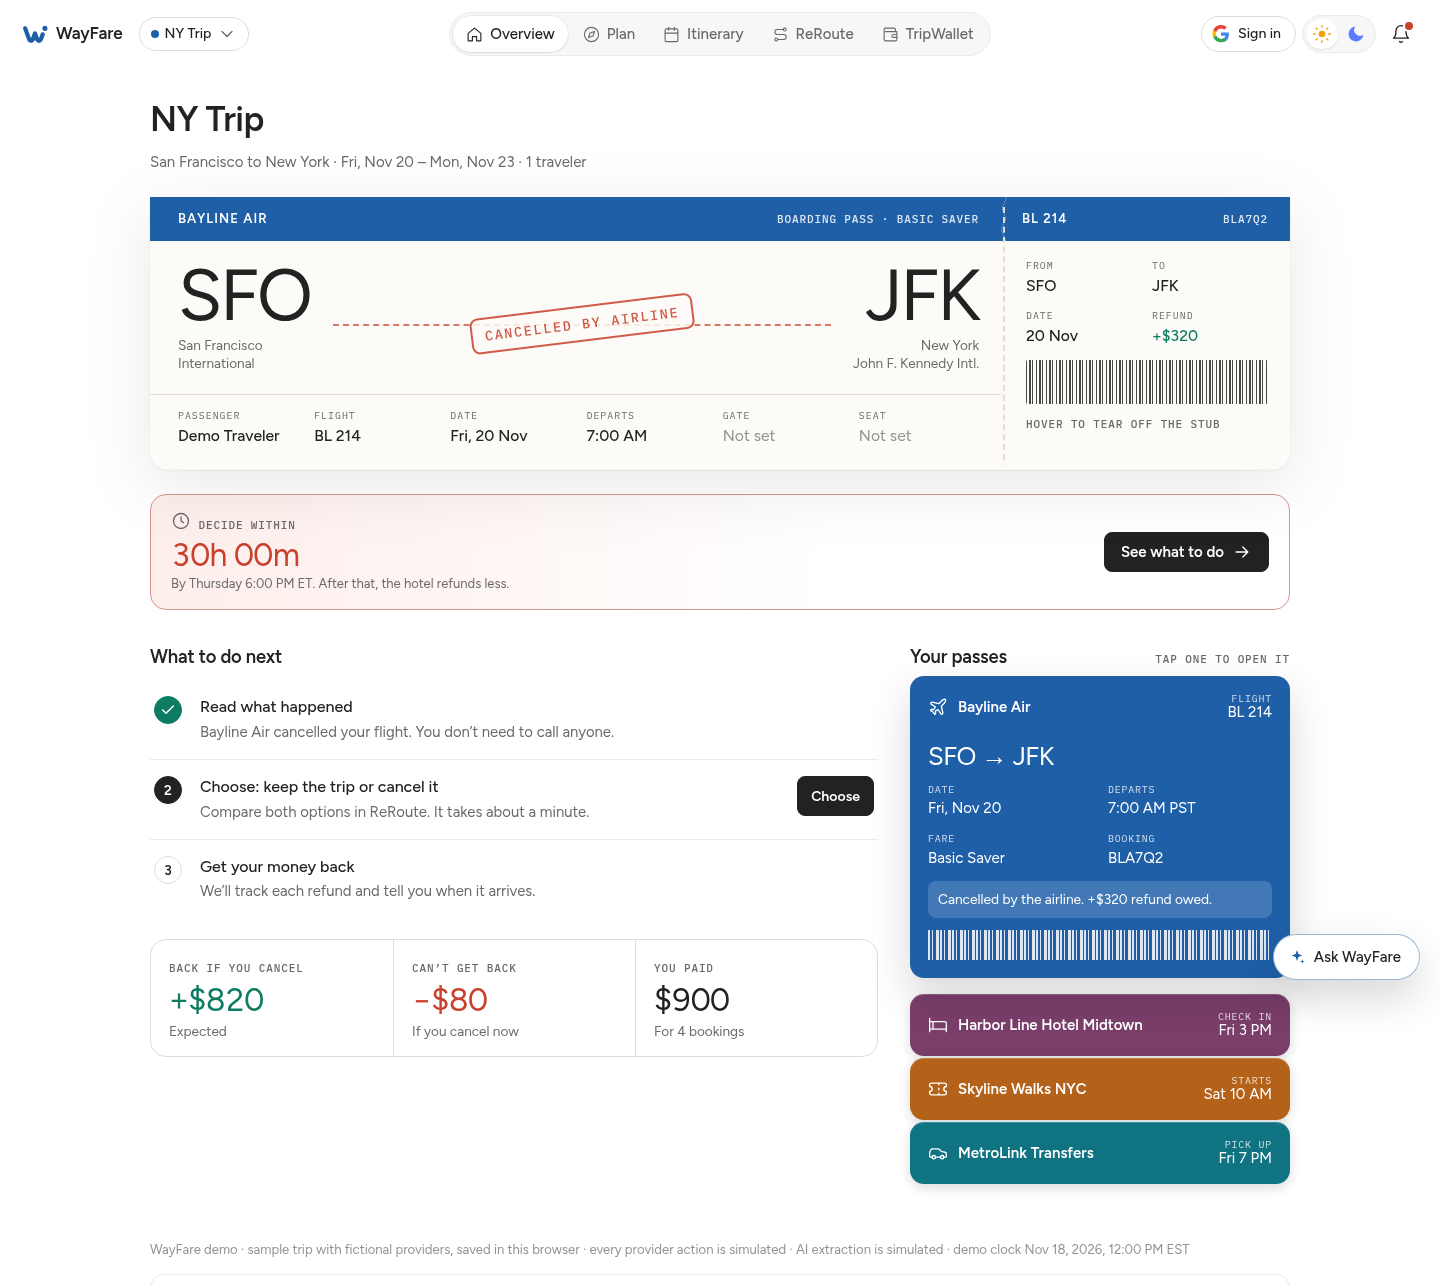 WayFare
NY Trip
Overview
Plan
Itinerary
ReRoute
TripWallet
Sign in
NY Trip
San Francisco to New York · Fri, Nov 20 – Mon, Nov 23 · 1 traveler
BAYLINE AIR
BOARDING PASS · BASIC SAVER
BL 214
BLA7Q2
SFO
CANCELLED BY AIRLINE
JFK
San Francisco
International
New York
John F. Kennedy Intl.
FROM
SFO
TO
JFK
DATE
20 Nov
REFUND
+$320
HOVER TO TEAR OFF THE STUB
PASSENGER
Demo Traveler
FLIGHT
BL 214
DATE
Fri, 20 Nov
DEPARTS
7:00 AM
GATE
Not set
SEAT
Not set
DECIDE WITHIN
30h 00m
By Thursday 6:00 PM ET. After that, the hotel refunds less.
See what to do →
What to do next
Read what happened
Bayline Air cancelled your flight. You don’t need to call anyone.
2
Choose: keep the trip or cancel it
Compare both options in ReRoute. It takes about a minute.
Choose
3
Get your money back
We’ll track each refund and tell you when it arrives.
BACK IF YOU CANCEL
+$820
Expected
CAN’T GET BACK
−$80
If you cancel now
YOU PAID
$900
For 4 bookings
Your passes
TAP ONE TO OPEN IT
Bayline Air
FLIGHT
BL 214
SFO → JFK
DATE
Fri, Nov 20
DEPARTS
7:00 AM PST
FARE
Basic Saver
BOOKING
BLA7Q2
Cancelled by the airline. +$320 refund owed.
Ask WayFare
Harbor Line Hotel Midtown
CHECK IN
Fri 3 PM
Skyline Walks NYC
STARTS
Sat 10 AM
MetroLink Transfers
PICK UP
Fri 7 PM
WayFare demo · sample trip with fictional providers, saved in this browser · every provider action is simulated · AI extraction is simulated · demo clock Nov 18, 2026, 12:00 PM EST